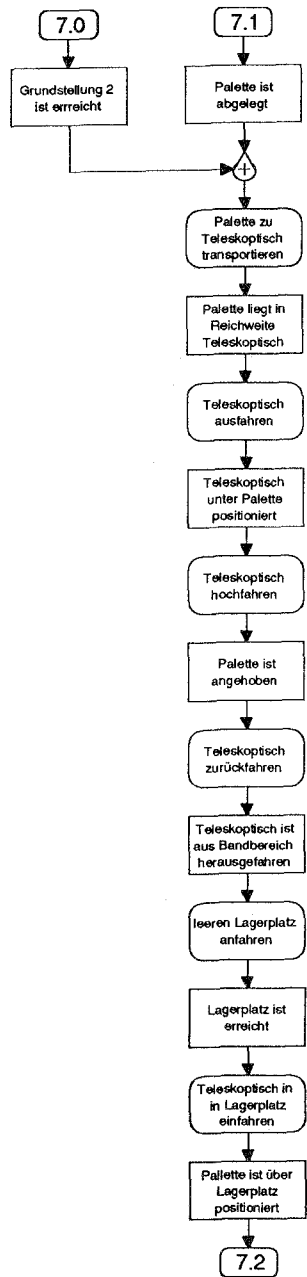 7.0
7.1
Grundstellung 2
ist errreicht
Palette ist
abgelegt
+
Palette zu
Teleskoptisch
transportieren
Palette liegt in
Reichweite
Teleskoptisch
Teleskoptisch
ausfahren
Teleskoptisch
unter Palette
positioniert
Teleskoptisch
hochfahren
Palette ist
angehoben
Teleskoptisch
zurückfahren
Teleskoptisch ist
aus Bandbereich
herausgefahren
leeren Lagerplatz
anfahren
Lagerplatz ist
erreicht
Teleskoptisch in
in Lagerplatz
einfahren
Pallette ist über
Lagerplatz
positioniert
7.2